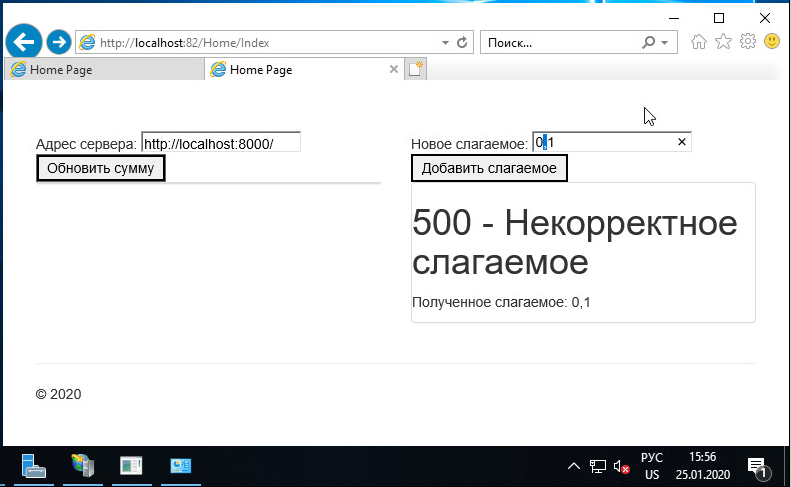 http://localhost:82/Home/Index
Поиск...
Home Page
Home Page
Адрес сервера: http://localhost:8000/
Обновить сумму
Новое слагаемое: 0,1
Добавить слагаемое
500 - Некорректное
слагаемое
Полученное слагаемое: 0,1
© 2020
РУС
US
15:56
25.01.2020
1